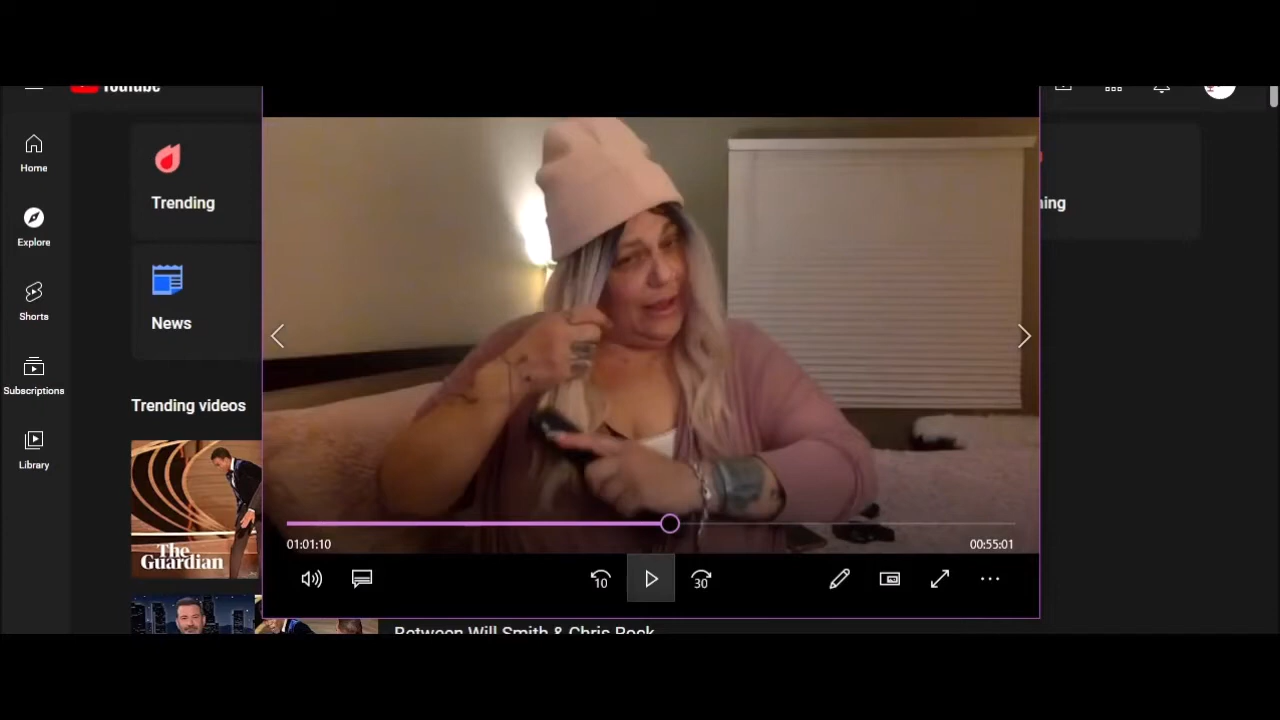 YouTube
Home
Explore
Shorts
Subscriptions
Library
Trending
News
Trending videos
The
Guardian
01:01:10
00:55:01
10
30
Between Will Smith & Chris Rock